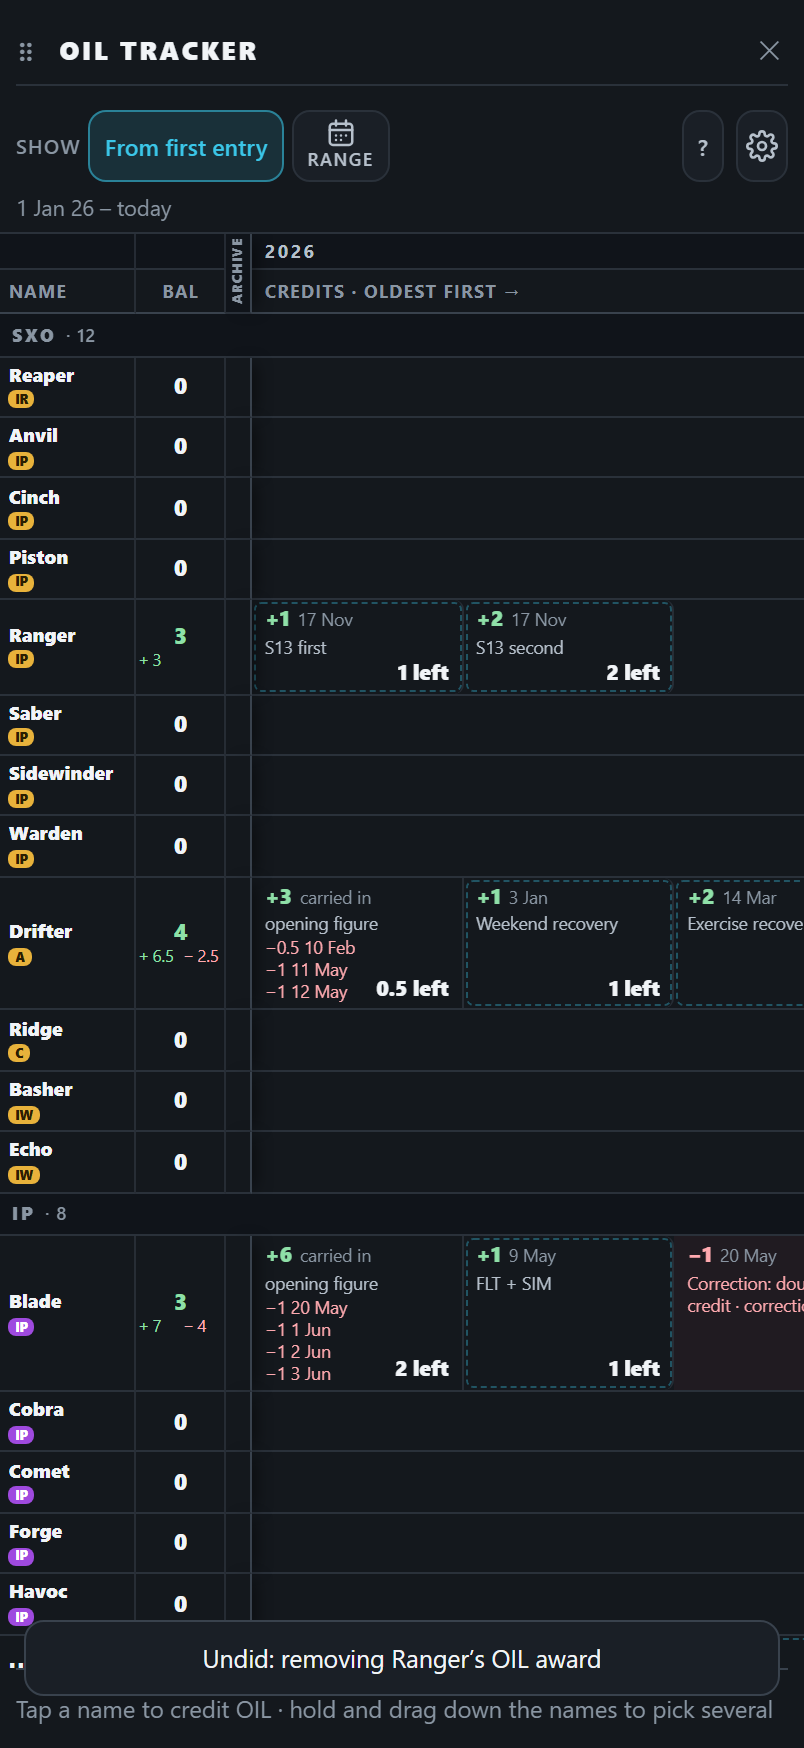 OIL TRACKER
SHOW From first entry RANGE ?
1 Jan 26 – today
ARCHIVE 2026
NAME BAL CREDITS · OLDEST FIRST →
SXO · 12
Reaper 0
IR
Anvil 0
IP
Cinch 0
IP
Piston 0
IP
+1 17 Nov +2 17 Nov
Ranger 3 S13 first S13 second
IP +3 1 left 2 left
Saber 0
IP
Sidewinder 0
IP
Warden 0
IP
+3 carried in +1 3 Jan +2 14 Mar
opening figure Weekend recovery Exercise recove
Drifter 4 −0.5 10 Feb
A +6.5 −2.5 −1 11 May
−1 12 May 0.5 left 1 left
Ridge 0
C
Basher 0
IW
Echo 0
IW
IP · 8
+6 carried in +1 9 May −1 20 May
opening figure FLT + SIM Correction: dou
Blade 3 −1 20 May credit · correctio
IP +7 −4 −1 1 Jun
−1 2 Jun
−1 3 Jun 2 left 1 left
Cobra 0
IP
Comet 0
IP
Forge 0
IP
Havoc 0
IP
Undid: removing Ranger’s OIL award
Tap a name to credit OIL · hold and drag down the names to pick several